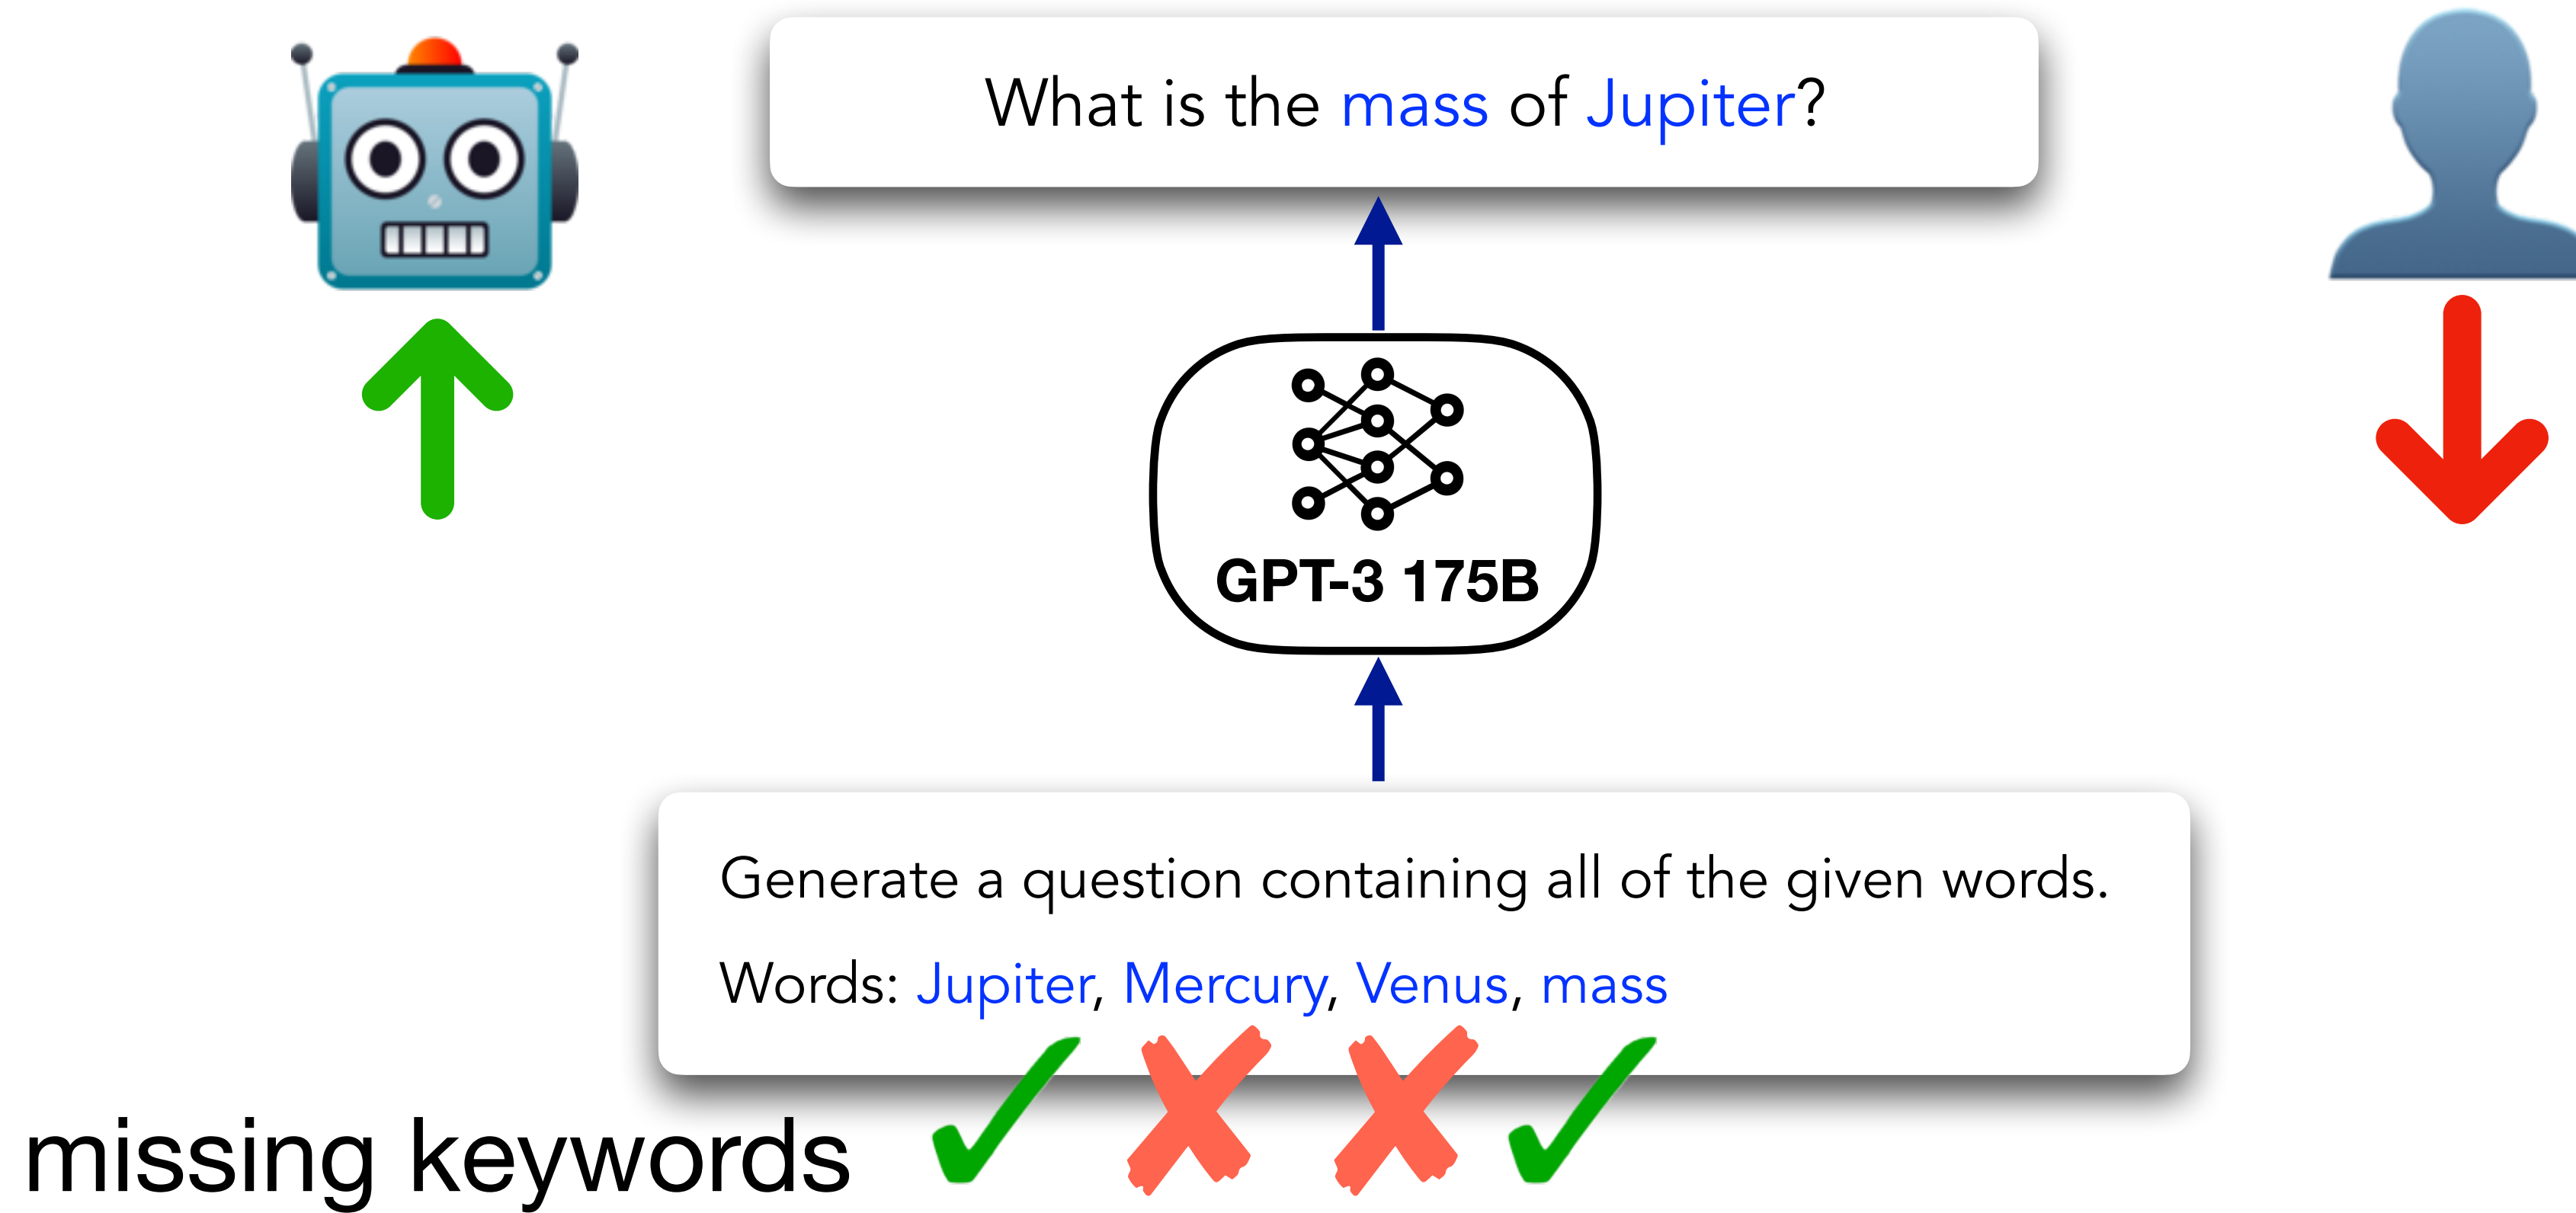 What is the mass of Jupiter?
GPT-3 175B
Generate a question containing all of the given words.
Words: Jupiter, Mercury, Venus, mass
missing keywords